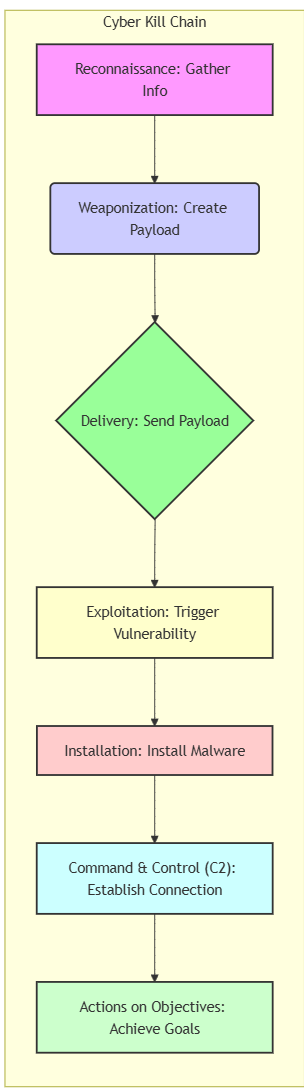 Cyber Kill Chain
Reconnaissance: Gather
Info
Weaponization: Create
Payload
Delivery: Send Payload
Exploitation: Trigger
Vulnerability
Installation: Install Malware
Command & Control (C2):
Establish Connection
Actions on Objectives:
Achieve Goals